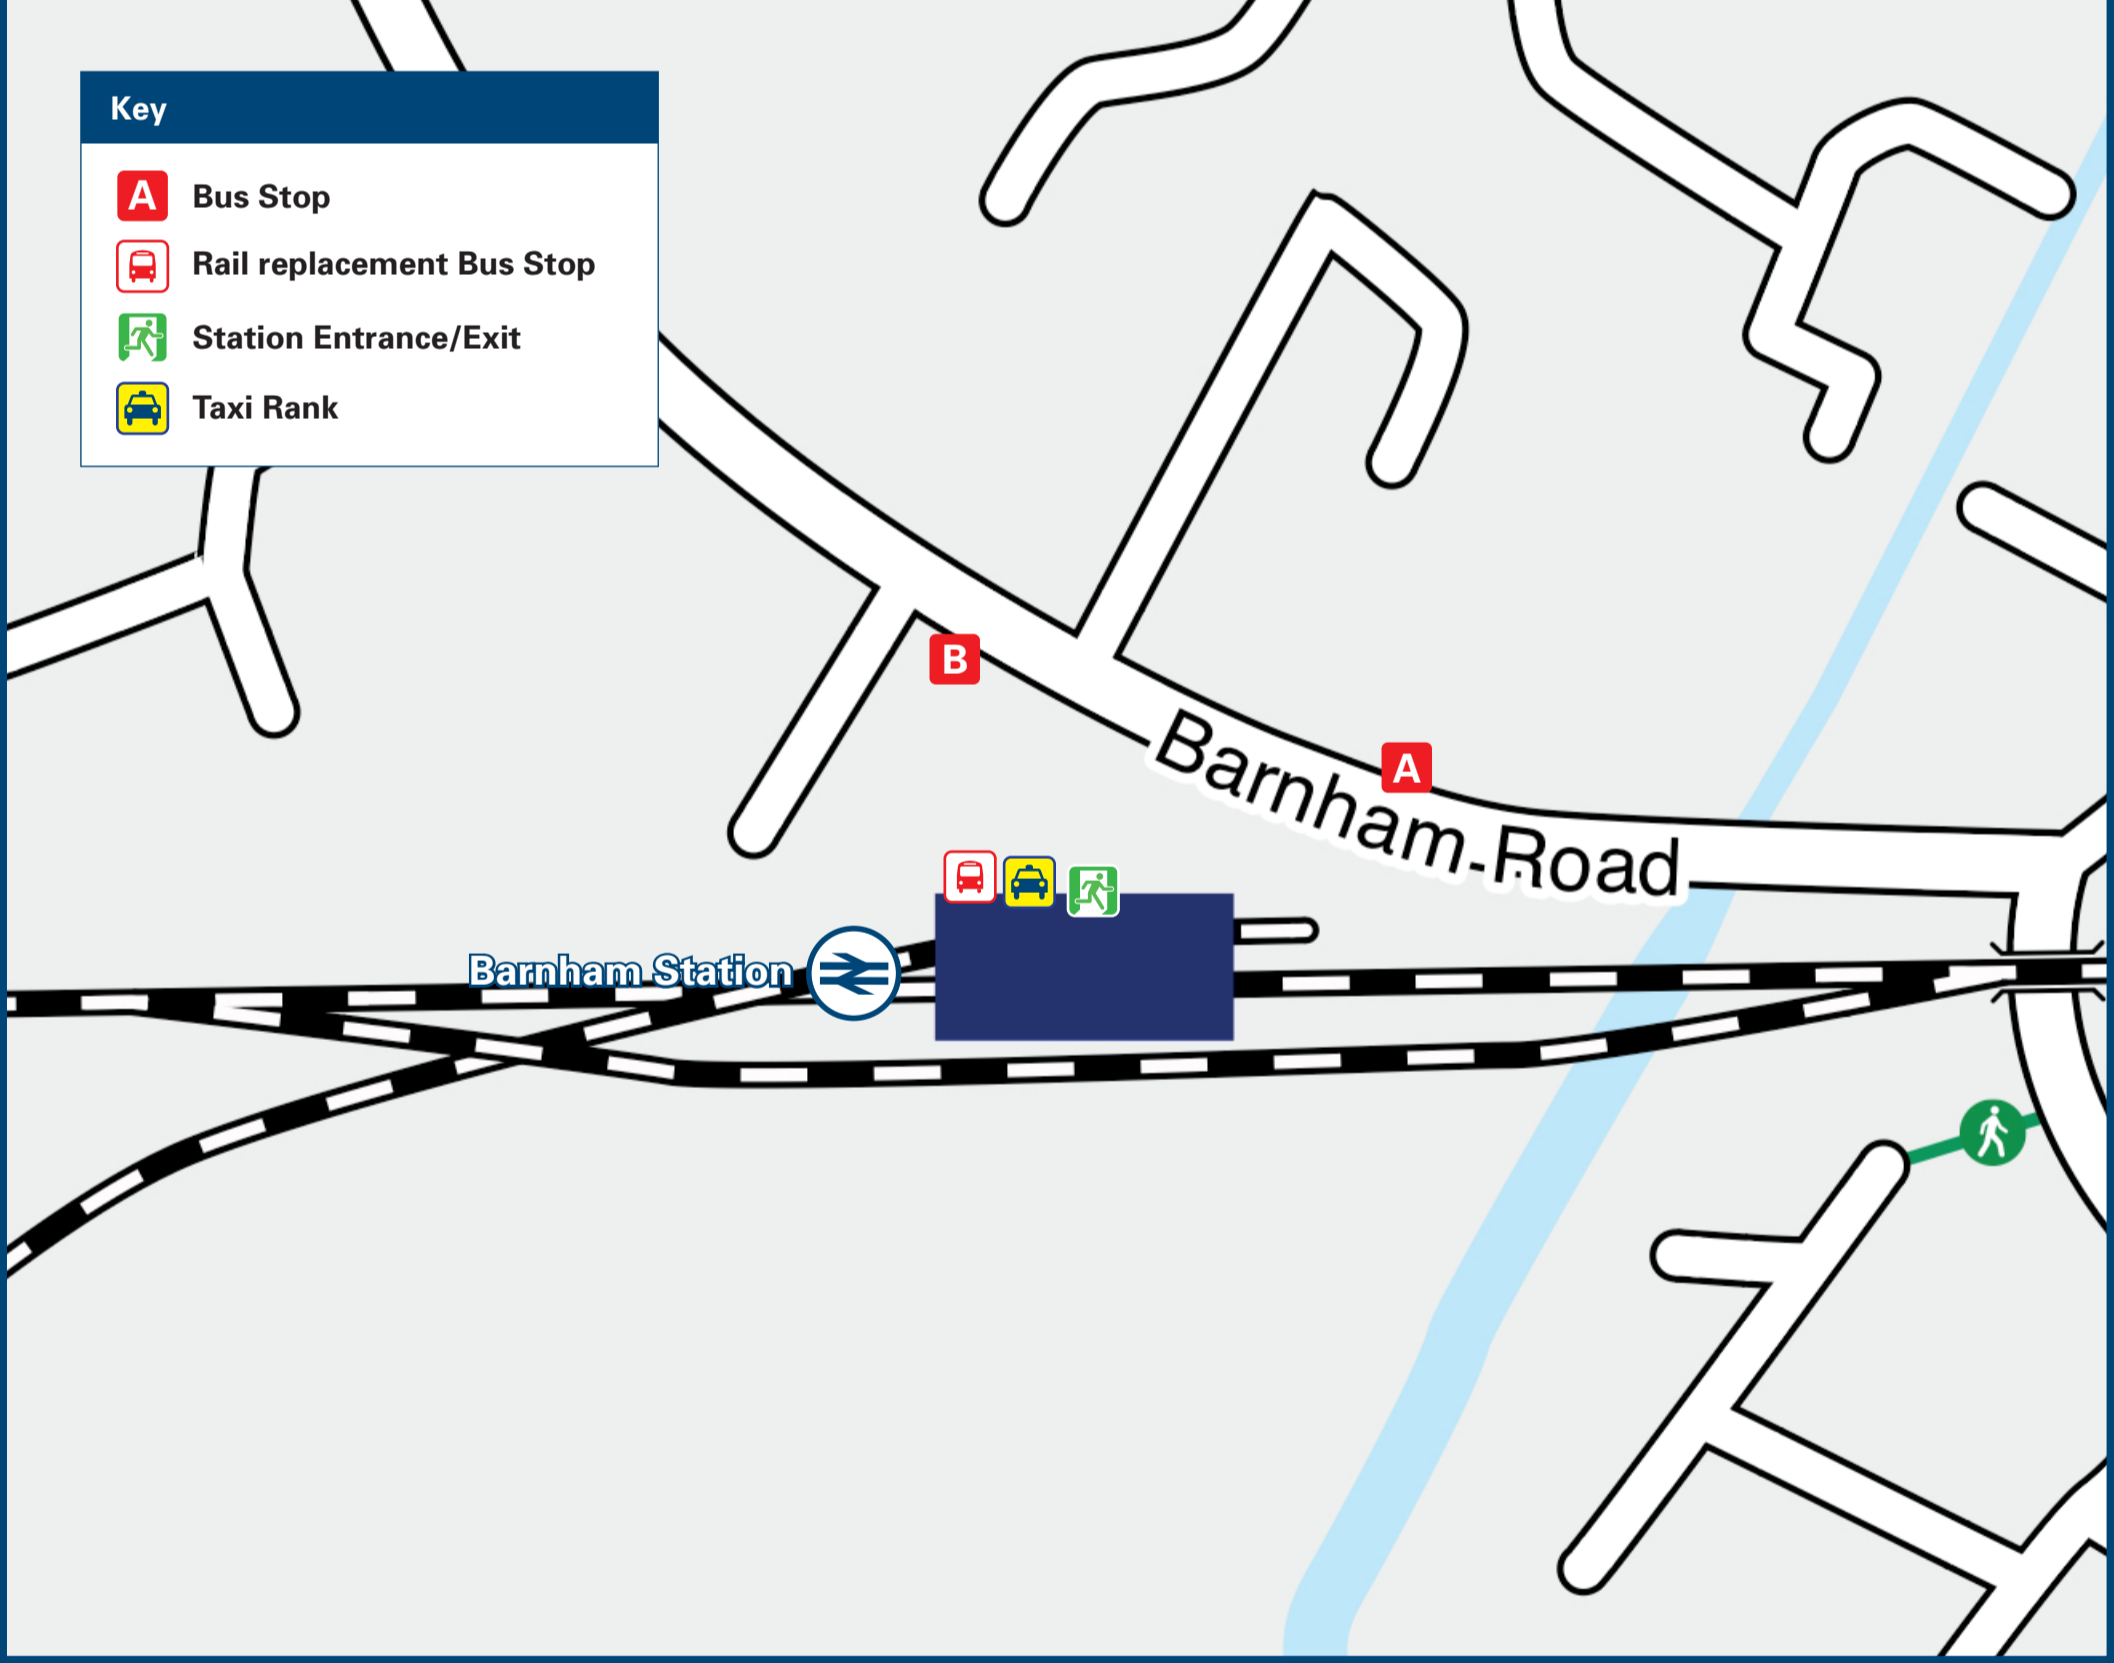 Key
A Bus Stop
Rail replacement Bus Stop
Station Entrance/Exit
Taxi Rank
B
A
Barnham Road
Barnham Station